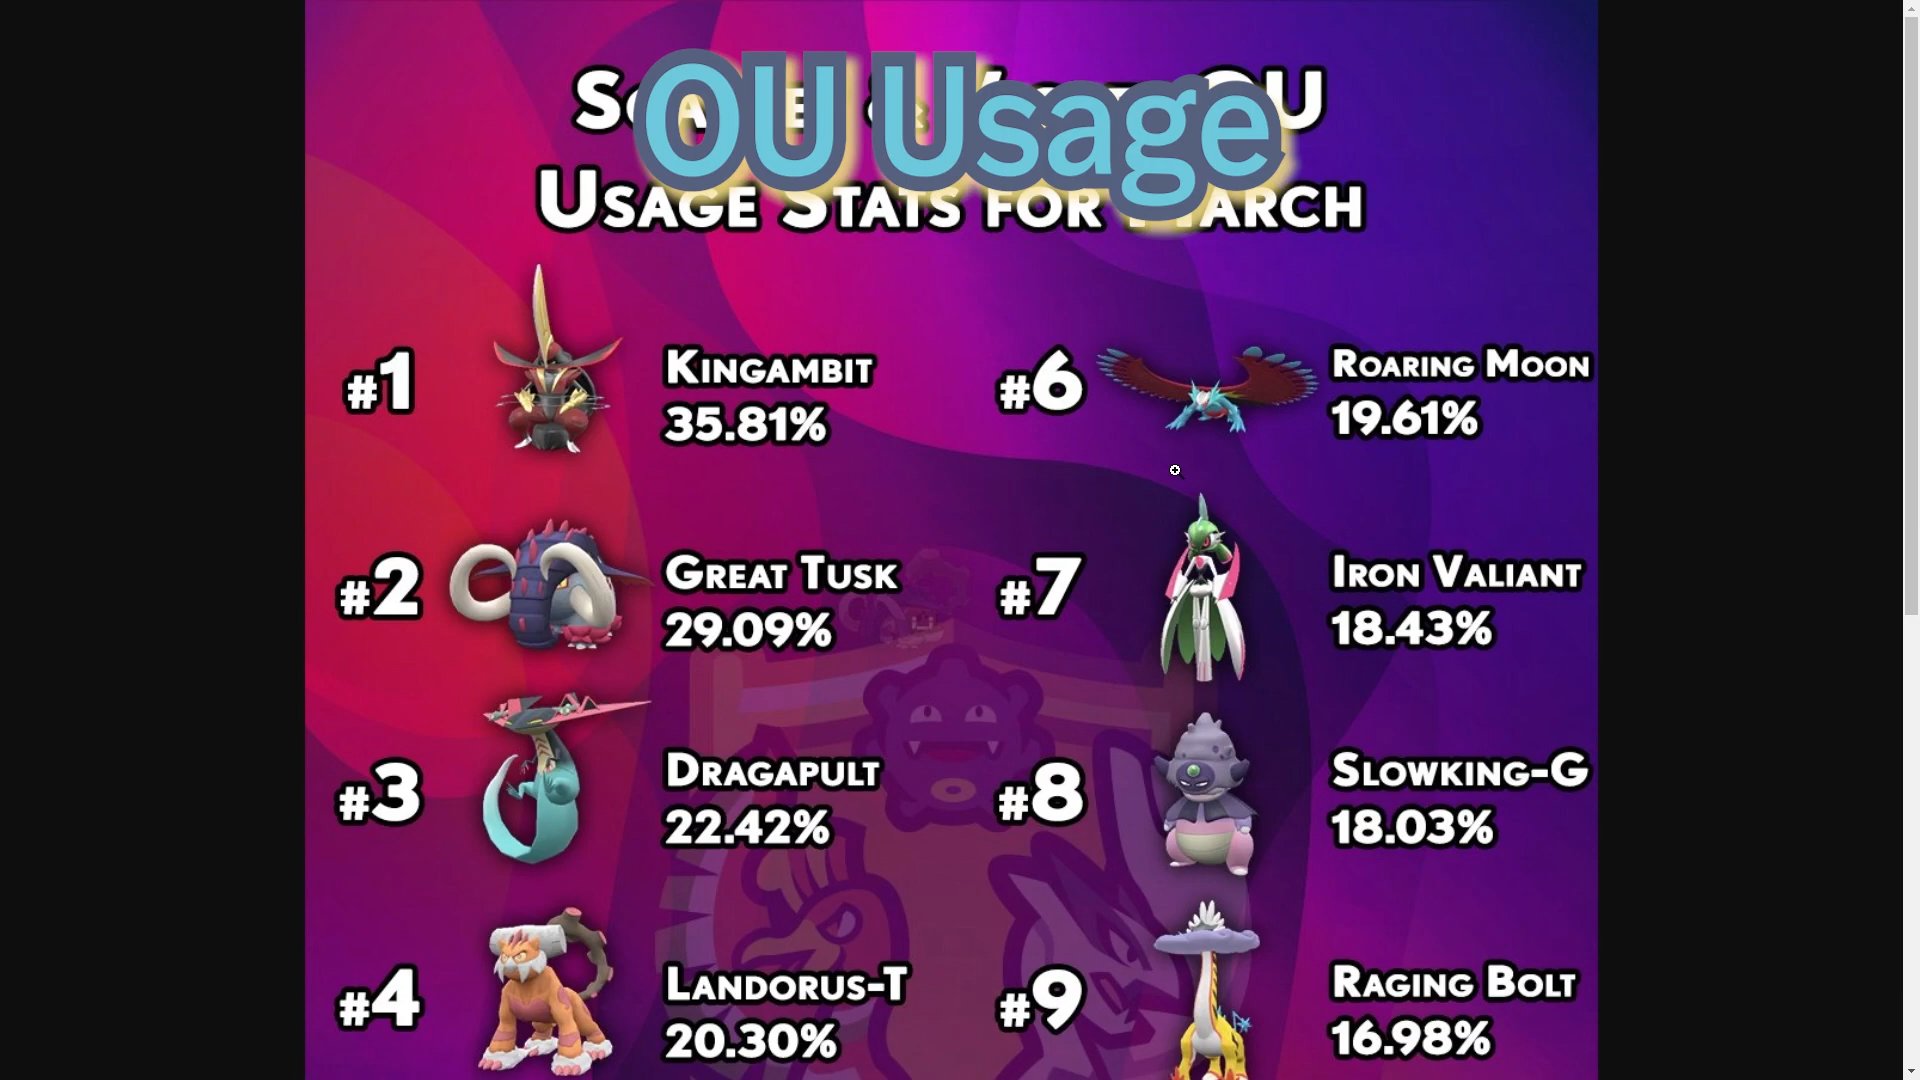 OU Usage
OU
Usage Stats for March
#1
Kingambit
35.81%
#2
Great Tusk
29.09%
#3
Dragapult
22.42%
#4
Landorus-T
20.30%
#6
Roaring Moon
19.61%
#7
Iron Valiant
18.43%
#8
Slowking-G
18.03%
#9
Raging Bolt
16.98%